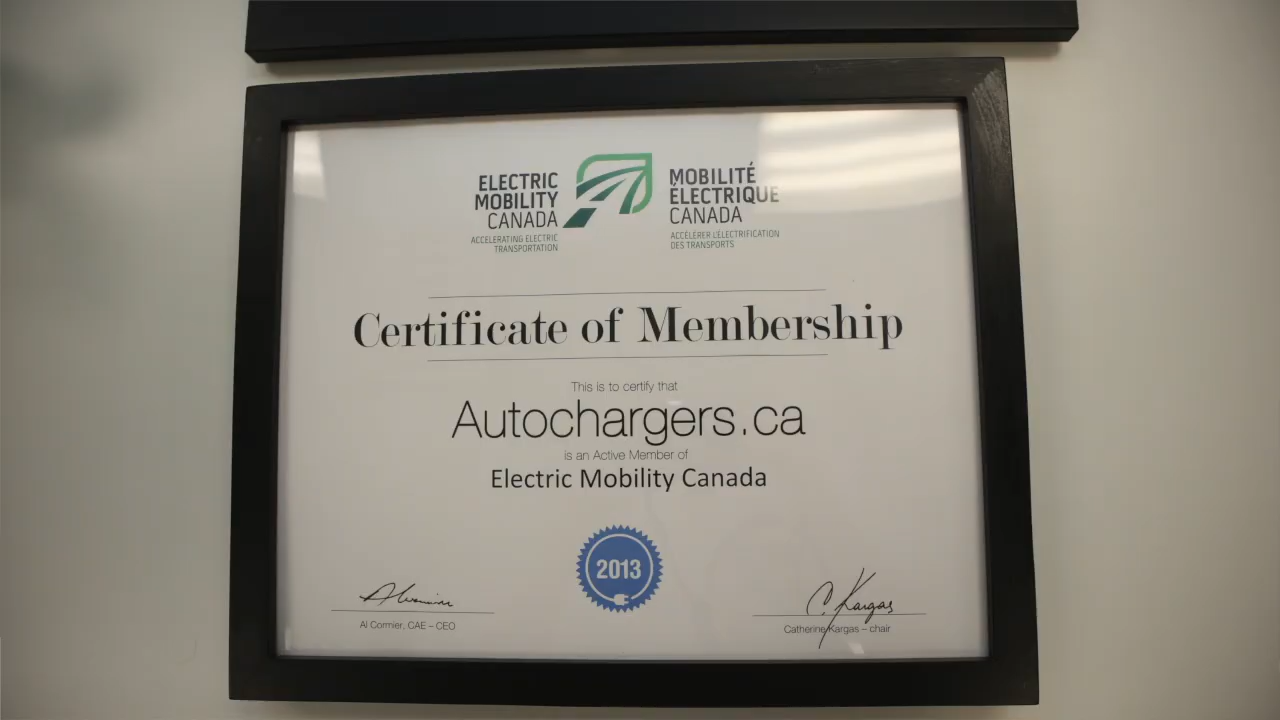 ELECTRIC
MOBILITY
CANADA
ACCELERATING ELECTRIC
TRANSPORTATION
MOBILITÉ
ÉLECTRIQUE
CANADA
ACCÉLÉRER L'ÉLECTRIFICATION
DES TRANSPORTS
Certificate of Membership
This is to certify that
Autochargers.ca
is an Active Member of
Electric Mobility Canada
2013
Al Cormier, CAE – CEO
C. Kargas
Catherine Kargas – chair